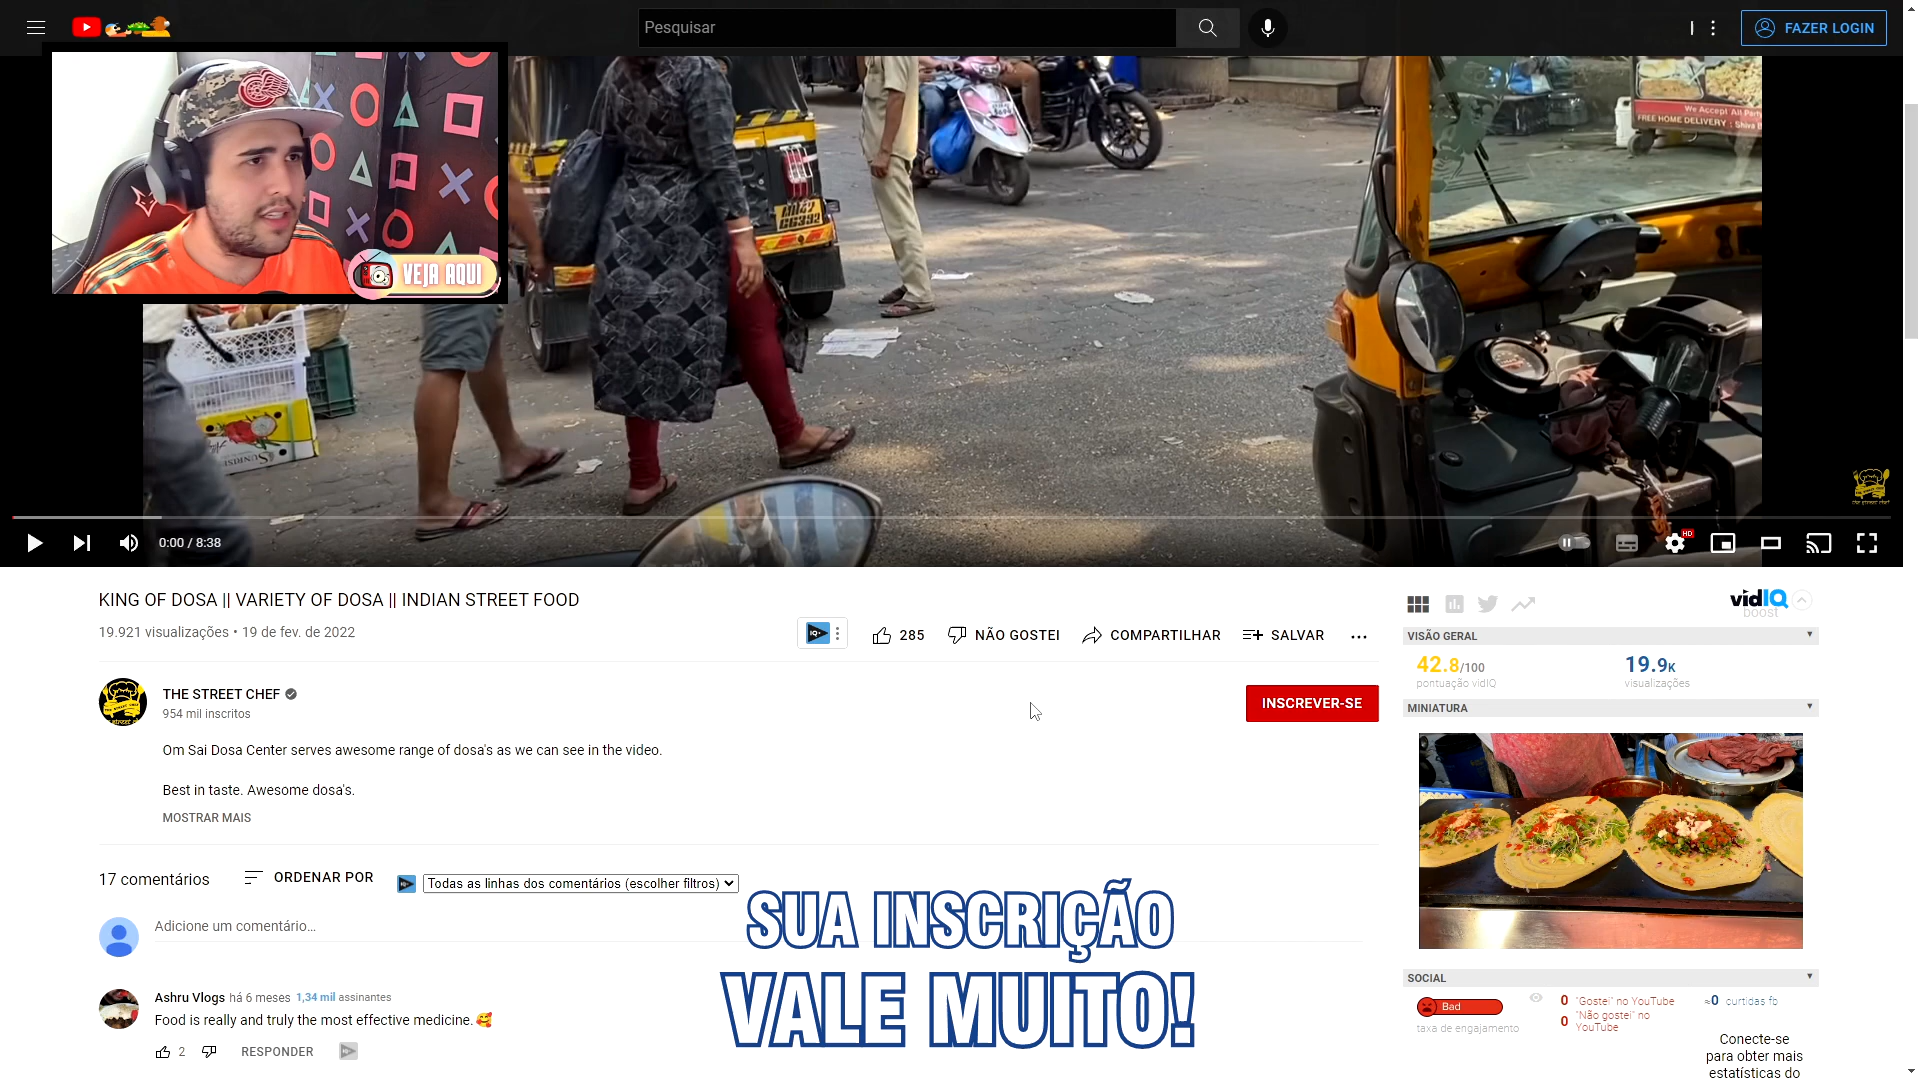 Pesquisar
FAZER LOGIN
We Accept All Party
FREE HOME DELIVERY : Shiva B
VEJA AQUI
0:00 / 8:38
HD
KING OF DOSA || VARIETY OF DOSA || INDIAN STREET FOOD
19.921 visualizações • 19 de fev. de 2022
285
NÃO GOSTEI
COMPARTILHAR
SALVAR
THE STREET CHEF
954 mil inscritos
INSCREVER-SE
Om Sai Dosa Center serves awesome range of dosa's as we can see in the video.
Best in taste. Awesome dosa's.
MOSTRAR MAIS
17 comentários
ORDENAR POR
Todas as linhas dos comentários (escolher filtros)
Adicione um comentário...
Ashru Vlogs há 6 meses 1,34 mil assinantes
Food is really and truly the most effective medicine.🥰
2
RESPONDER
SUA INSCRIÇÃO
VALE MUITO!
vidIQ
boost
VISÃO GERAL
42.8/100
pontuação vidIQ
19.9K
visualizações
MINIATURA
SOCIAL
Bad
taxa de engajamento
0 "Gostei" no YouTube
0 "Não gostei" no YouTube
≈0 curtidas fb
Conecte-se
para obter mais
estatísticas do